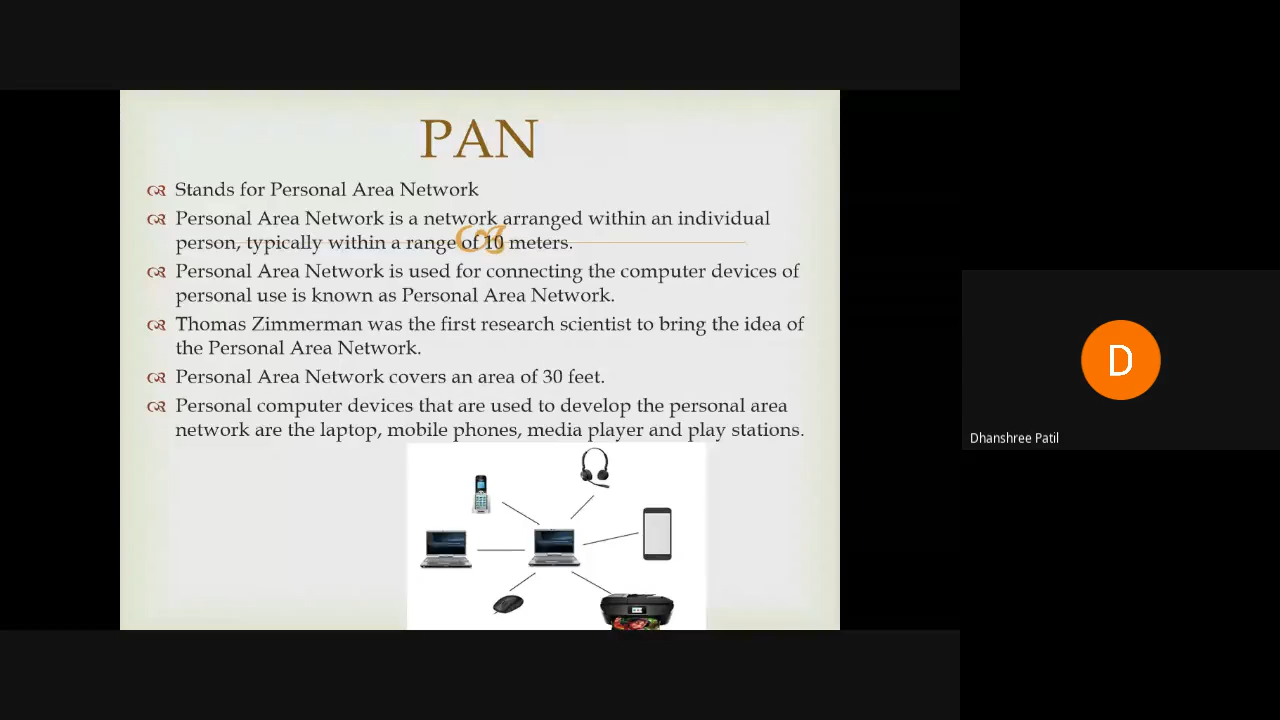 PAN
Stands for Personal Area Network
Personal Area Network is a network arranged within an individual
person, typically within a range of 10 meters.
Personal Area Network is used for connecting the computer devices of
personal use is known as Personal Area Network.
Thomas Zimmerman was the first research scientist to bring the idea of
the Personal Area Network.
Personal Area Network covers an area of 30 feet.
Personal computer devices that are used to develop the personal area
network are the laptop, mobile phones, media player and play stations.
D
Dhanshree Patil